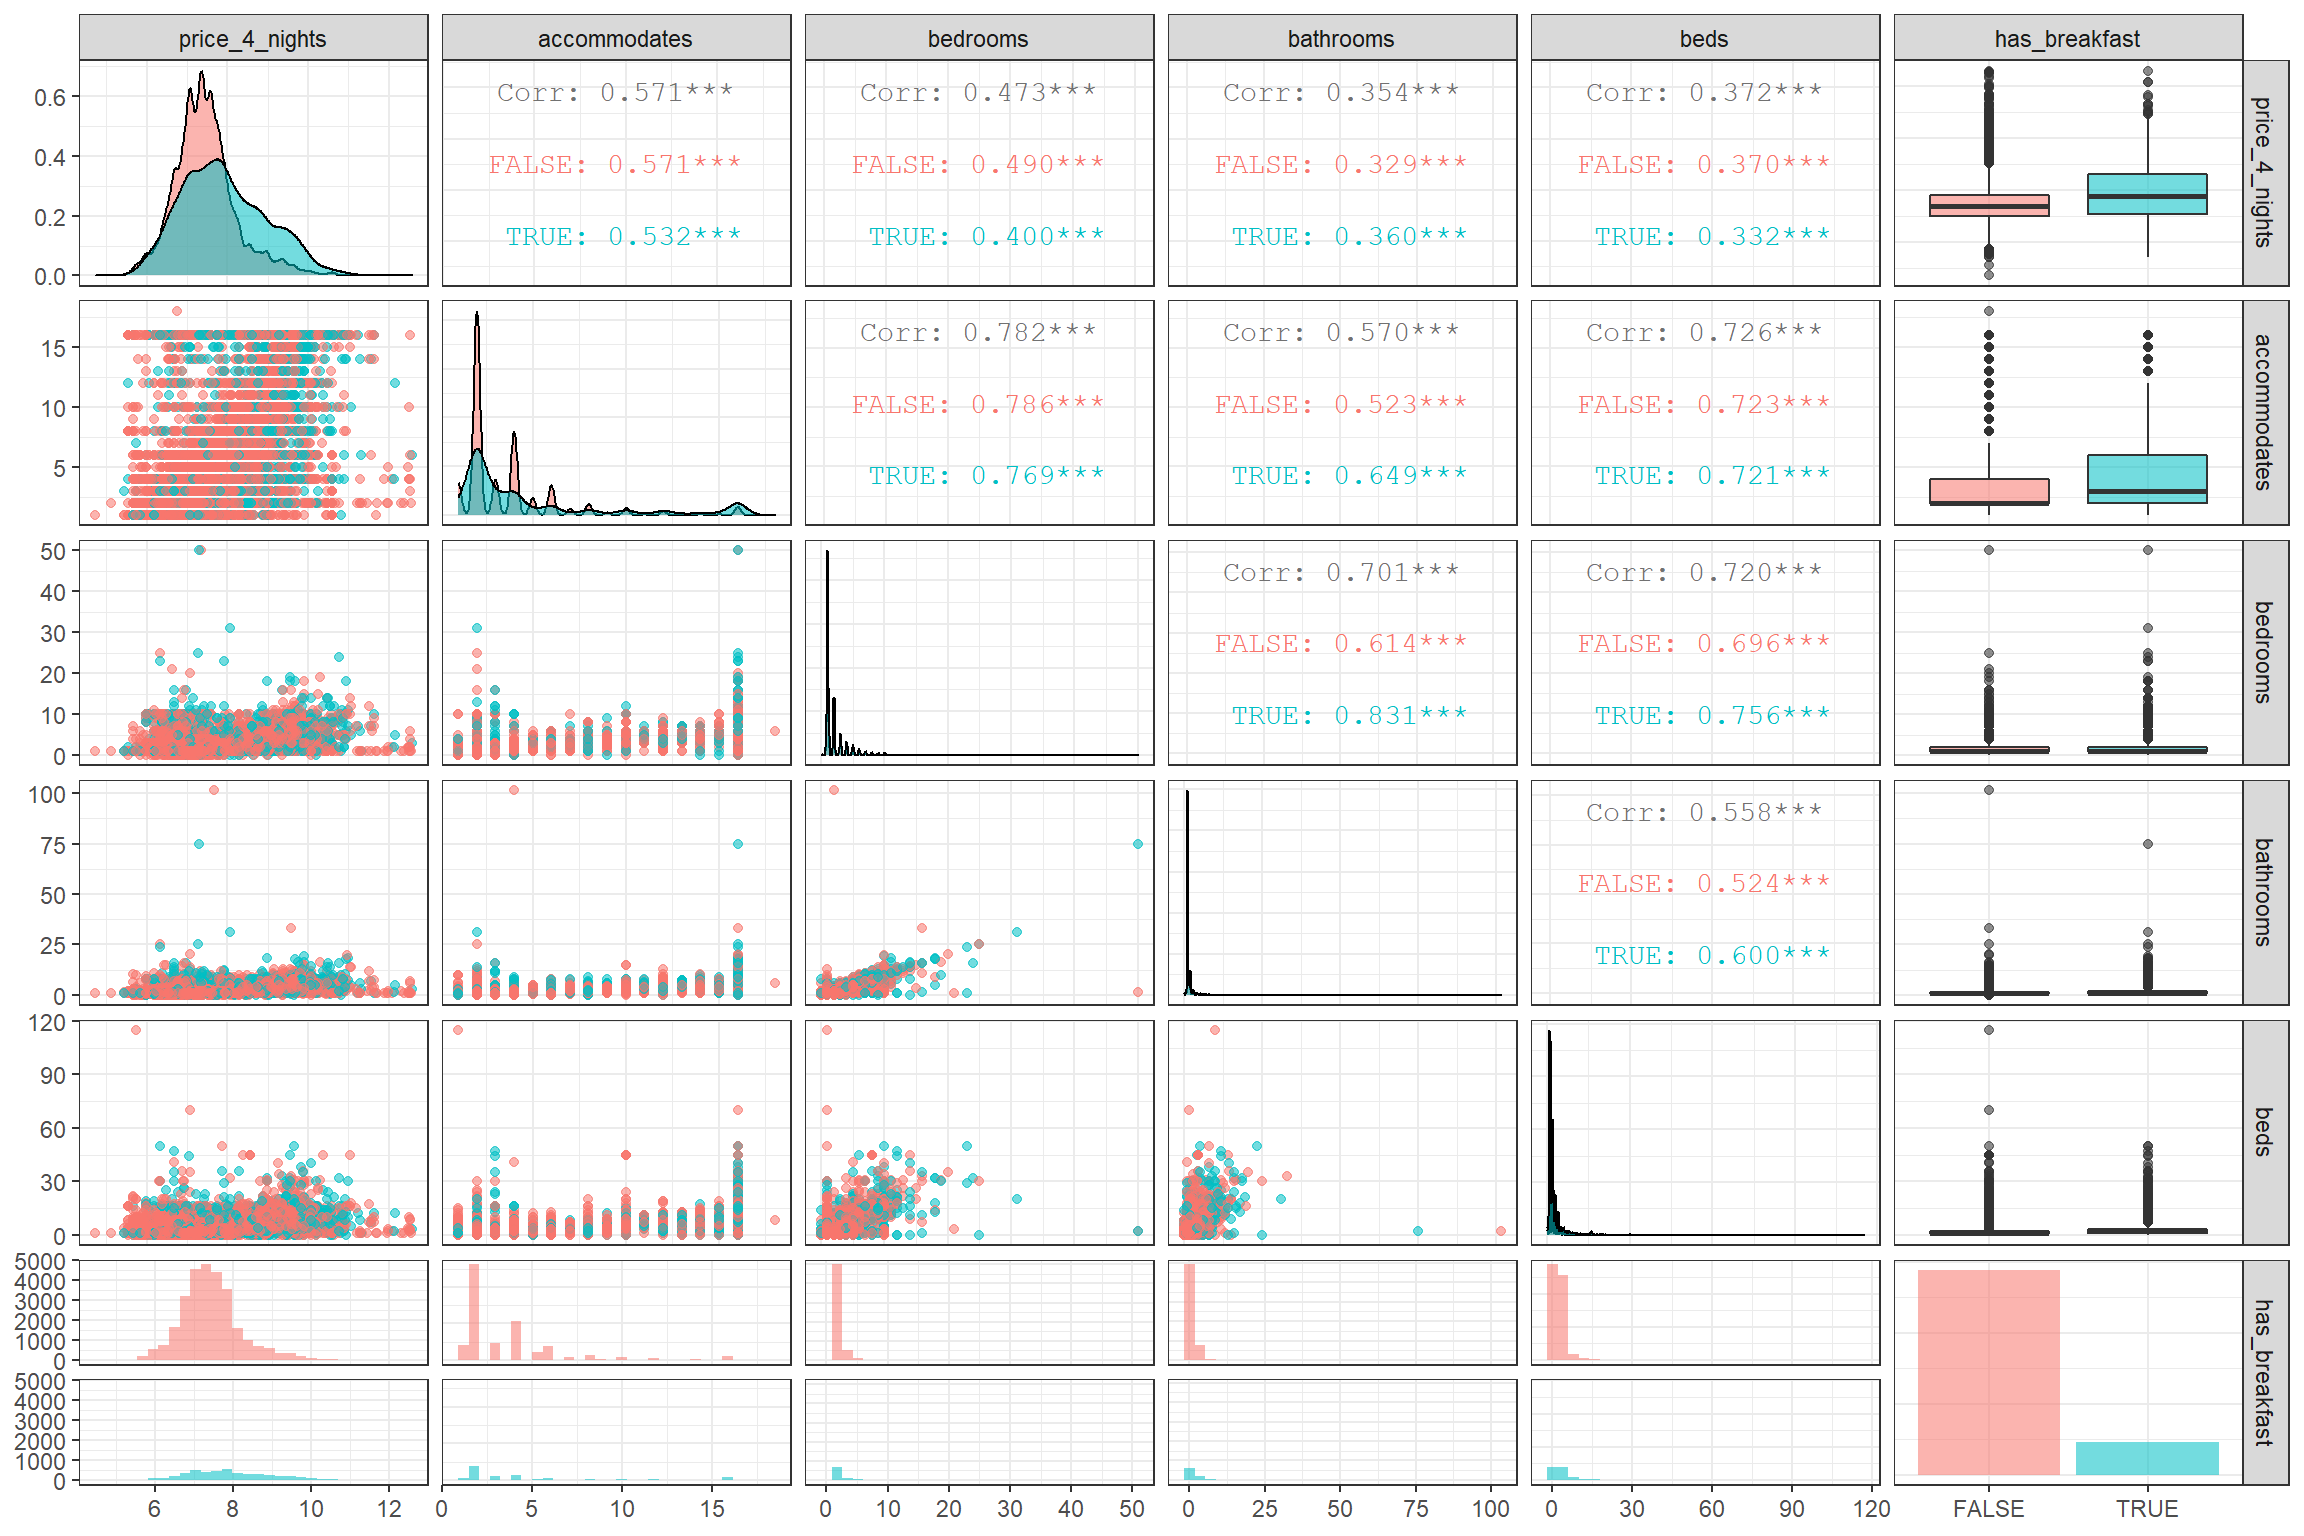 price_4_nights accommodates bedrooms bathrooms beds has_breakfast
Corr: 0.571*** Corr: 0.473*** Corr: 0.354*** Corr: 0.372***
FALSE: 0.571*** FALSE: 0.490*** FALSE: 0.329*** FALSE: 0.370***
TRUE: 0.532*** TRUE: 0.400*** TRUE: 0.360*** TRUE: 0.332***
0.6
0.4
0.2
0.0
price_4_nights
Corr: 0.782*** Corr: 0.570*** Corr: 0.726***
FALSE: 0.786*** FALSE: 0.523*** FALSE: 0.723***
TRUE: 0.769*** TRUE: 0.649*** TRUE: 0.721***
15
10
5
accommodates
Corr: 0.701*** Corr: 0.720***
FALSE: 0.614*** FALSE: 0.696***
TRUE: 0.831*** TRUE: 0.756***
50
40
30
20
10
0
bedrooms
Corr: 0.558***
FALSE: 0.524***
TRUE: 0.600***
100
75
50
25
0
bathrooms
120
90
60
30
0
beds
5000
4000
3000
2000
1000
0
5000
4000
3000
2000
1000
0
has_breakfast
6 8 10 12 0 5 10 15 0 10 20 30 40 50 0 25 50 75 100 0 30 60 90 120 FALSE TRUE